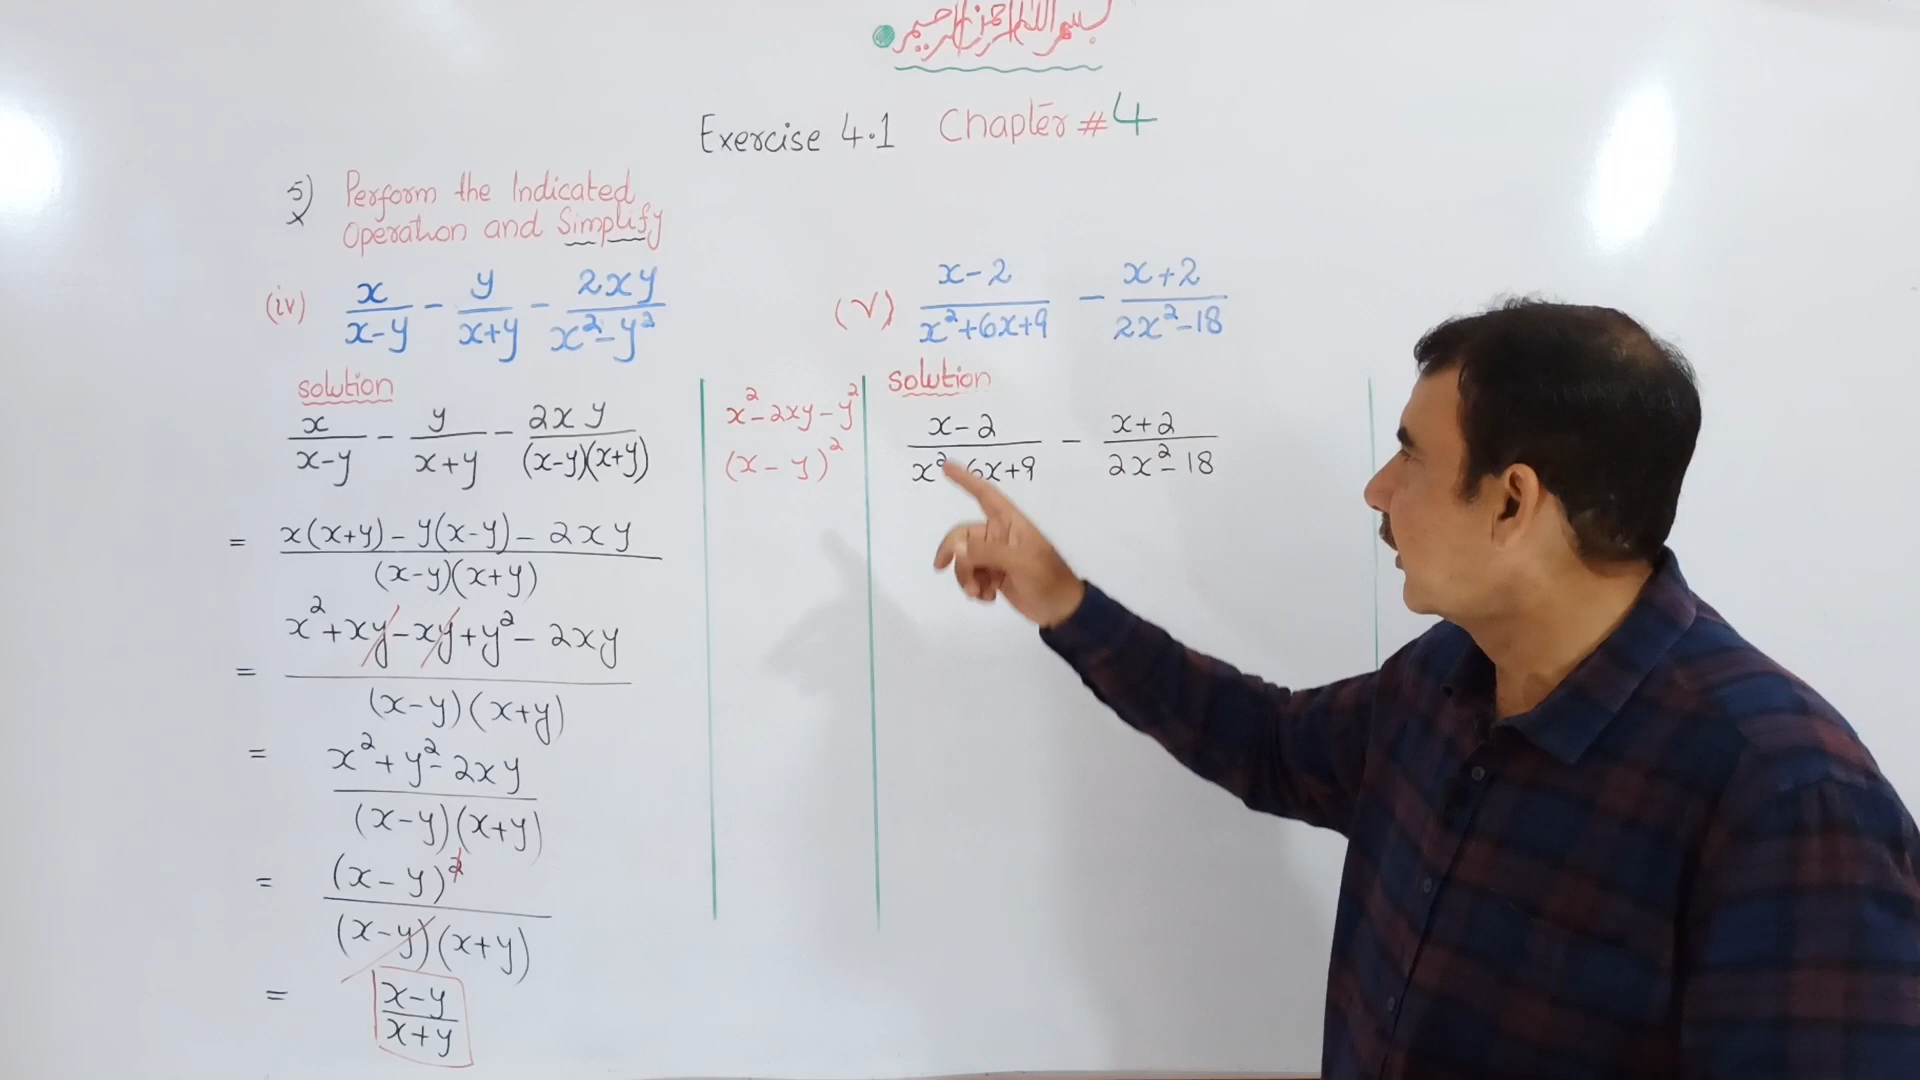 بسم الله الرحمن الرحیم
Exercise 4.1 Chapter # 4
5) Perform the Indicated
Operation and Simplify
(iv) x/(x-y) - y/(x+y) - 2xy/(x²-y²)
solution
x/(x-y) - y/(x+y) - 2xy/((x-y)(x+y))
= (x(x+y) - y(x-y) - 2xy)/((x-y)(x+y))
= (x²+xy-xy+y²-2xy)/((x-y)(x+y))
= (x²+y²-2xy)/((x-y)(x+y))
= (x-y)²/((x-y)(x+y))
= (x-y)/(x+y)
x²-2xy-y²
(x-y)²
(V) (x-2)/(x²+6x+9) - (x+2)/(2x²-18)
Solution
(x-2)/(x² 6x+9) - (x+2)/(2x²-18)